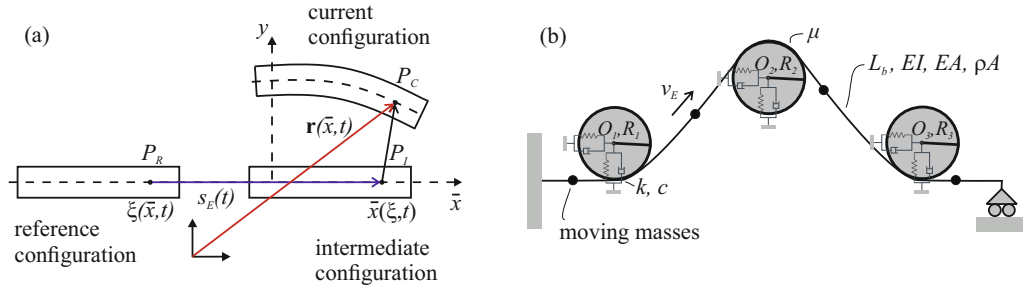 (a)
y
current
configuration
P_C
r(x̄,t)
P_R
P_I
x̄
s_E(t)
ξ(x̄,t)
x̄(ξ,t)
reference
configuration
intermediate
configuration
(b)
μ
O_2,R_2
L_b, EI, EA, ρA
v_E
O_1,R_1
O_3,R_3
k, c
moving masses